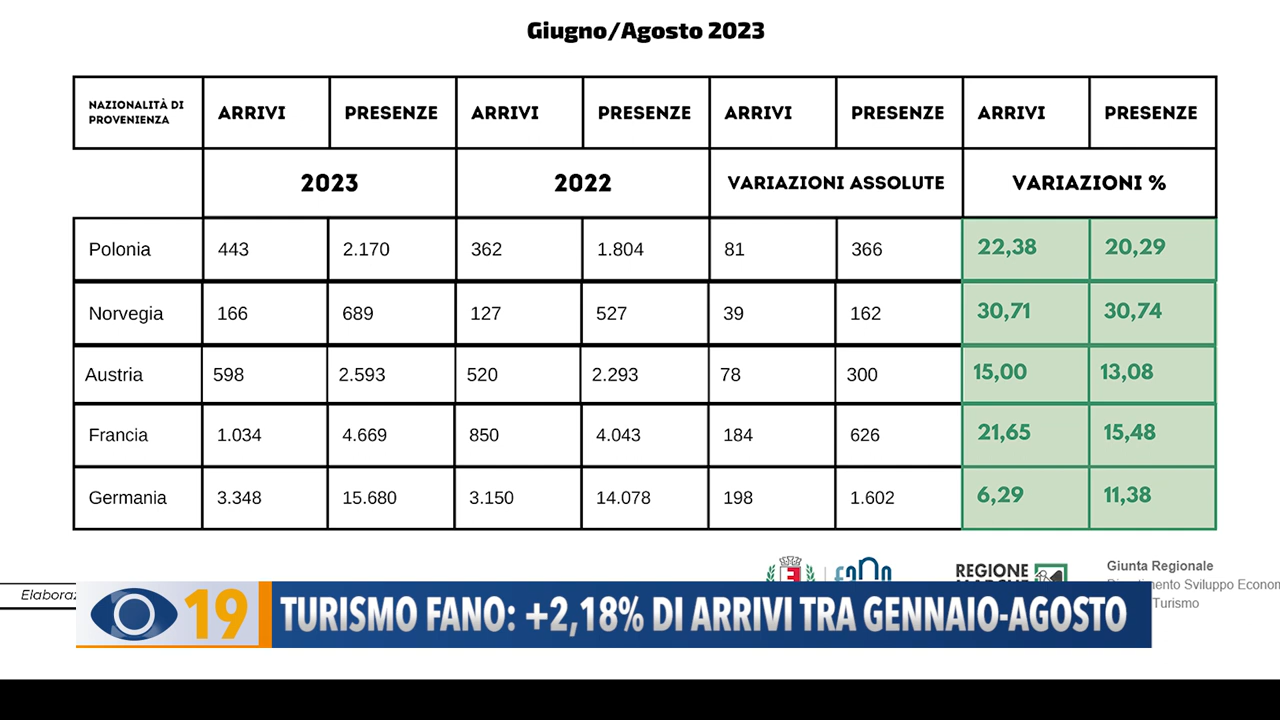 Giugno/Agosto 2023
NAZIONALITÀ DI
PROVENIENZA
ARRIVI PRESENZE ARRIVI PRESENZE ARRIVI PRESENZE ARRIVI PRESENZE
2023 2022 VARIAZIONI ASSOLUTE VARIAZIONI %
Polonia 443 2.170 362 1.804 81 366 22,38 20,29
Norvegia 166 689 127 527 39 162 30,71 30,74
Austria 598 2.593 520 2.293 78 300 15,00 13,08
Francia 1.034 4.669 850 4.043 184 626 21,65 15,48
Germania 3.348 15.680 3.150 14.078 198 1.602 6,29 11,38
REGIONE
Giunta Regionale
Sviluppo Econom
Turismo
Elaboraz
19 TURISMO FANO: +2,18% DI ARRIVI TRA GENNAIO-AGOSTO